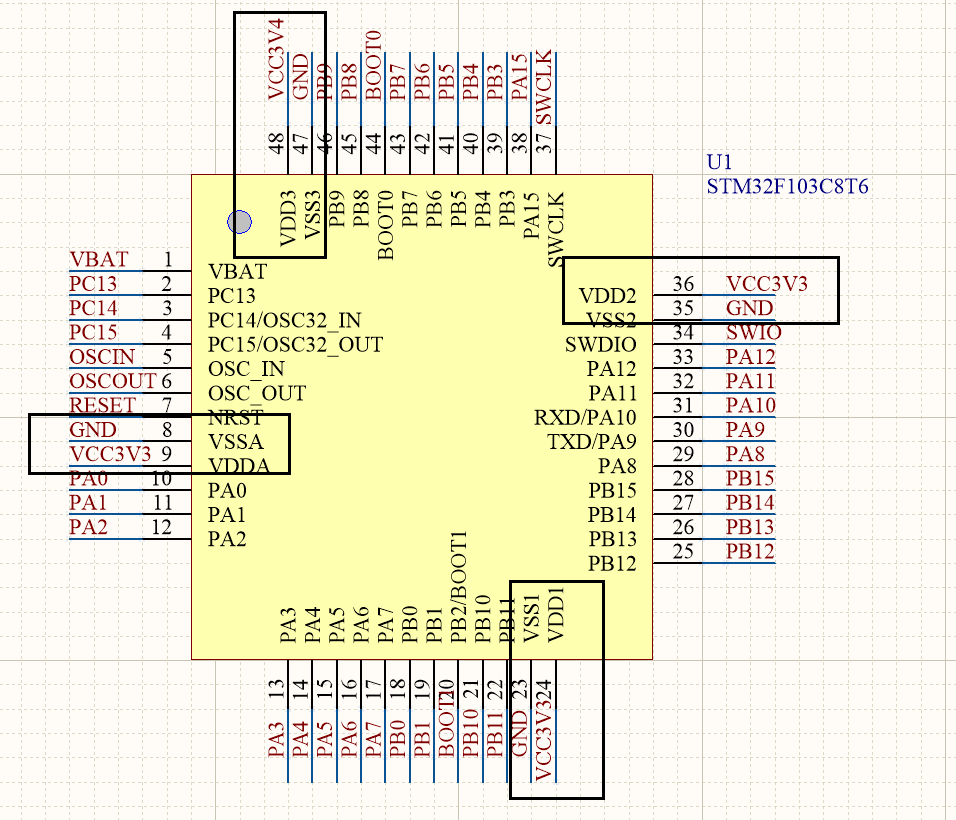 VCC3V4
GND
PB9
PB8
BOOT0
PB7
PB6
PB5
PB4
PB3
PA15
SWCLK
48
47
46
45
44
43
42
41
40
39
38
37
VDD3
VSS3
PB9
PB8
BOOT0
PB7
PB6
PB5
PB4
PB3
PA15
SWCLK
U1
STM32F103C8T6
VBAT 1 VBAT
PC13 2 PC13
PC14 3 PC14/OSC32_IN
PC15 4 PC15/OSC32_OUT
OSCIN 5 OSC_IN
OSCOUT 6 OSC_OUT
RESET 7 NRST
GND 8 VSSA
VCC3V3 9 VDDA
PA0 10 PA0
PA1 11 PA1
PA2 12 PA2
VDD2 36 VCC3V3
VSS2 35 GND
SWDIO 34 SWIO
PA12 33 PA12
PA11 32 PA11
RXD/PA10 31 PA10
TXD/PA9 30 PA9
PA8 29 PA8
PB15 28 PB15
PB14 27 PB14
PB13 26 PB13
PB12 25 PB12
PA3
PA4
PA5
PA6
PA7
PB0
PB1
PB2/BOOT1
PB10
PB11
VSS1
VDD1
13
14
15
16
17
18
19
20
21
22
23
24
PA3
PA4
PA5
PA6
PA7
PB0
PB1
BOOT1
PB10
PB11
GND
VCC3V3